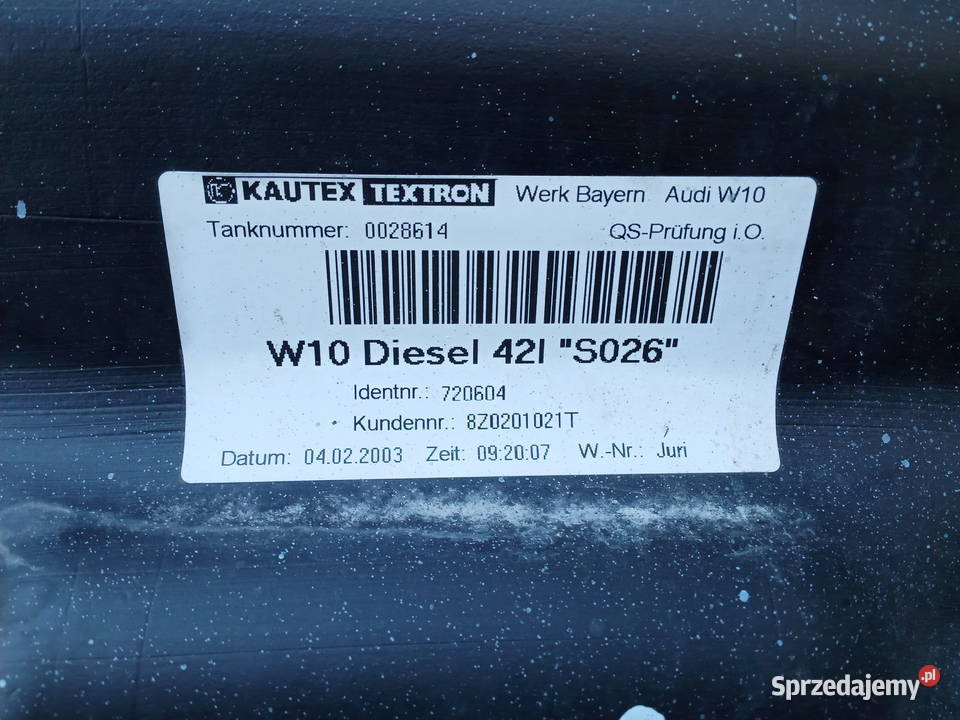 KAUTEX TEXTRON Werk Bayern Audi W10
Tanknummer: 0028614 QS-Prüfung i.O.
W10 Diesel 42l "S026"
Identnr.: 720604
Kundennr.: 8Z0201021T
Datum: 04.02.2003 Zeit: 09:20:07 W.-Nr.: Juri
Sprzedajemy.pl